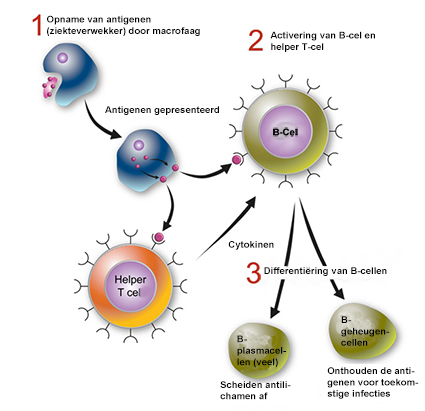 1 Opname van antigenen
(ziekteverwekker) door macrofaag
2 Activering van B-cel en
helper T-cel
Antigenen gepresenteerd
B-Cel
Helper
T cel
Cytokinen
3 Differentiëring van B-cellen
B-
plasmacel-
len (veel)
B-
geheugen-
cellen
Scheiden antili-
chamen af
Onthouden de anti-
genen voor toekom-
stige infecties